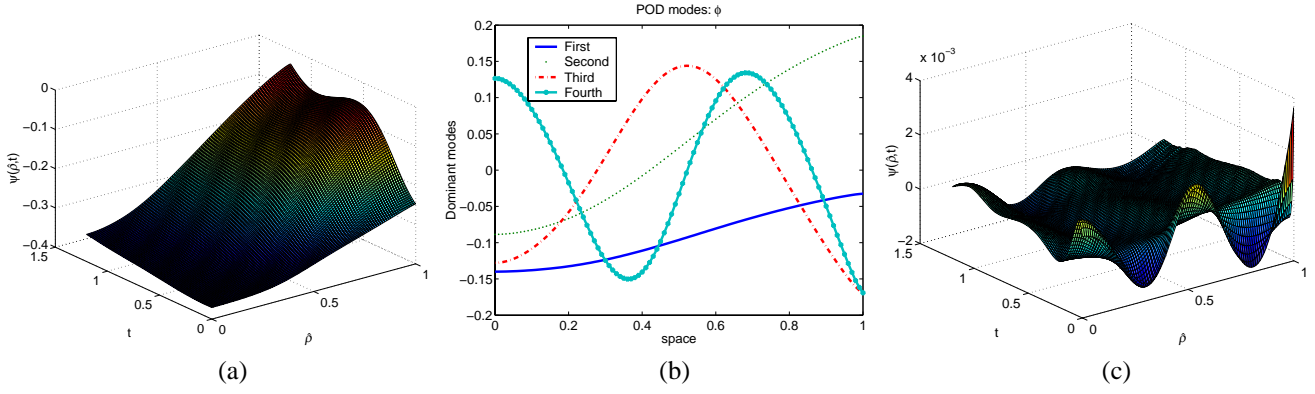 0
−0.1
−0.2
−0.3
−0.4
1.5
1
0.5
0
0
0.5
1
ψ(ρ̂,t)
t
ρ̂
(a)
POD modes: ϕ
0.2
0.15
0.1
0.05
0
−0.05
−0.1
−0.15
−0.2
Dominant modes
First
Second
Third
Fourth
0
0.2
0.4
0.6
0.8
1
space
(b)
x 10⁻³
4
2
0
−2
1.5
1
0.5
0
0
0.5
1
ψ(ρ̂,t)
t
ρ̂
(c)